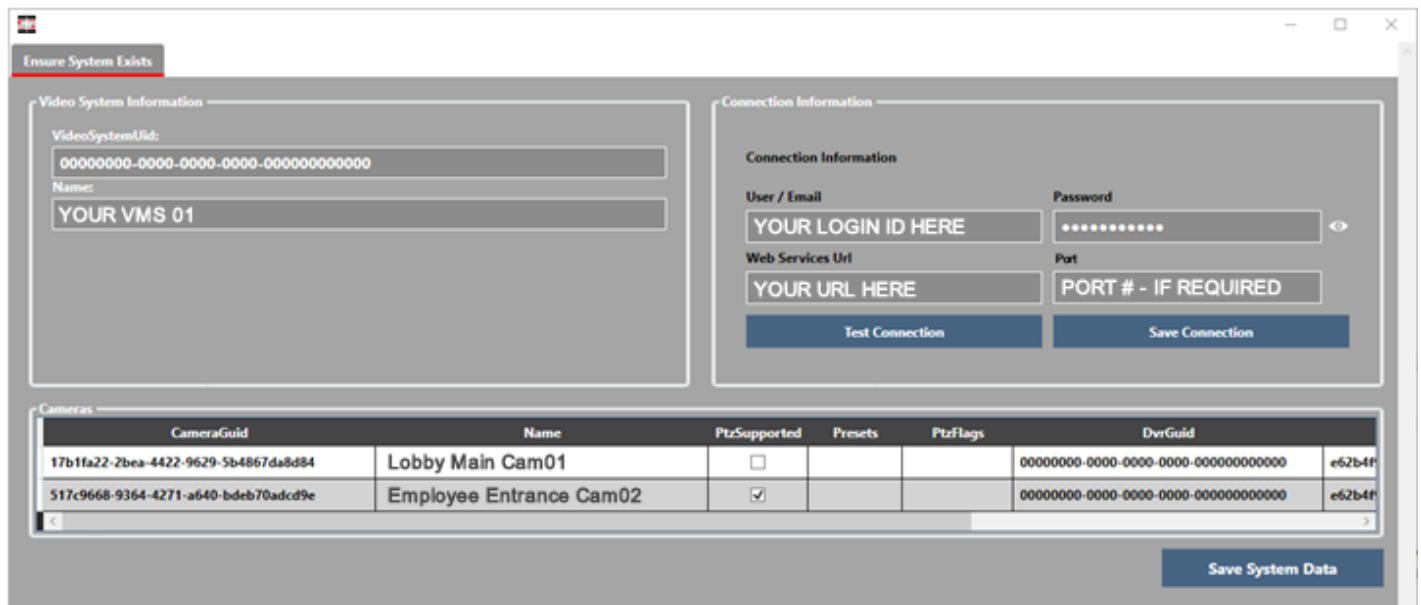 Ensure System Exists
Video System Information
VideoSystemUid:
00000000-0000-0000-0000-000000000000
Name:
YOUR VMS 01
Connection Information
Connection Information
User / Email Password
YOUR LOGIN ID HERE •••••••••••
Web Services Url Port
YOUR URL HERE PORT # - IF REQUIRED
Test Connection Save Connection
Cameras
CameraGuid Name PtzSupported Presets PtzFlags DvrGuid
17b1fa22-2bea-4422-9629-5b4867da8d84 Lobby Main Cam01 00000000-0000-0000-0000-000000000000 e62b4f
517c9668-9364-4271-a640-bdeb70adcd9e Employee Entrance Cam02 00000000-0000-0000-0000-000000000000 e62b4f
Save System Data